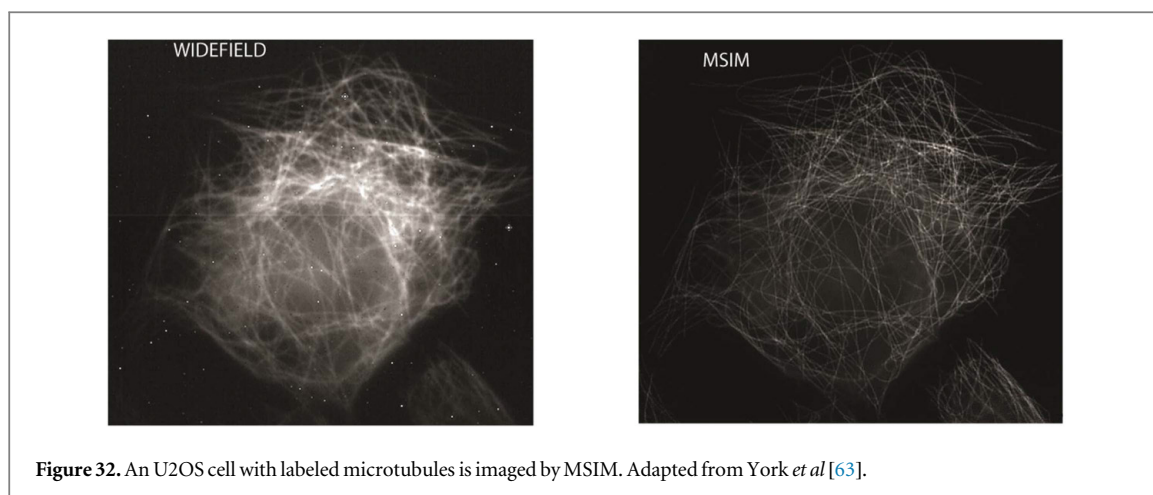 WIDEFIELD
MSIM
Figure 32. An U2OS cell with labeled microtubules is imaged by MSIM. Adapted from York et al [63].